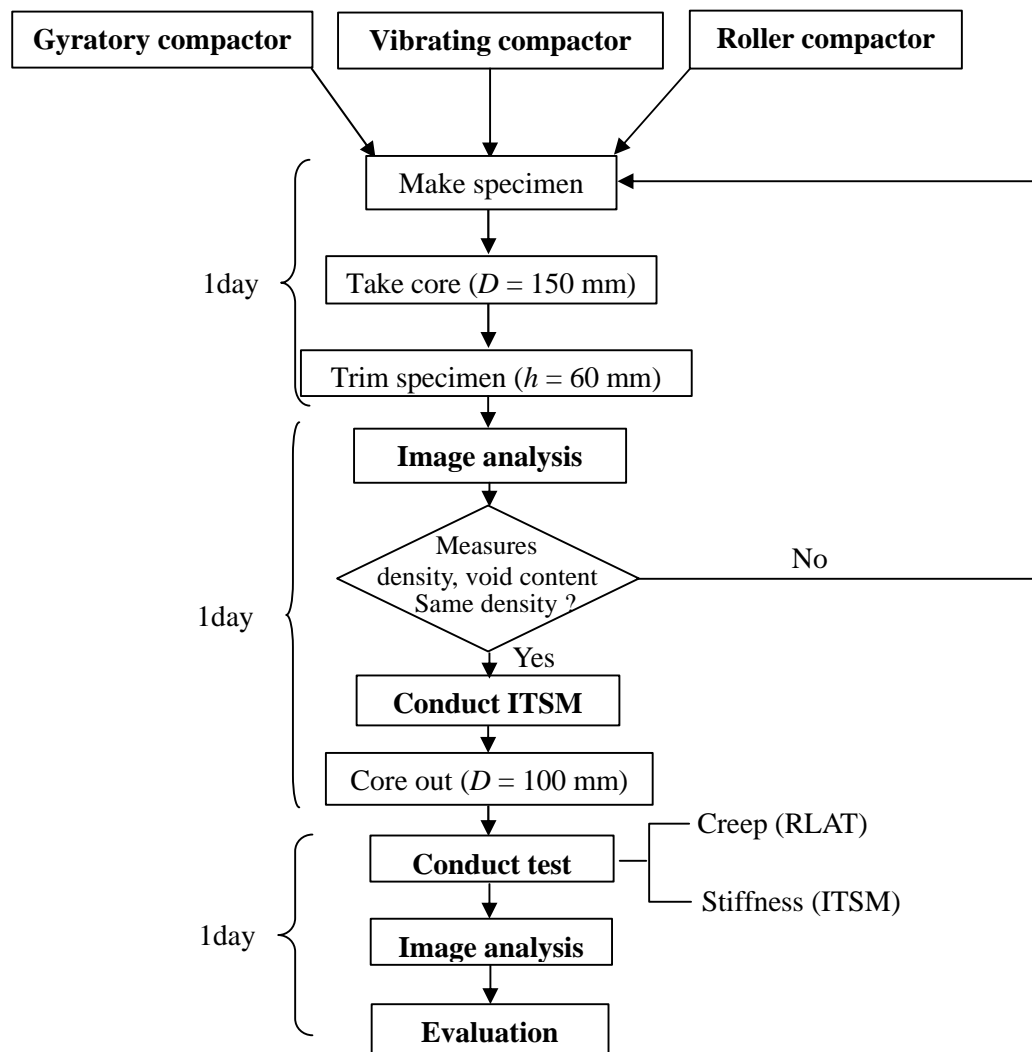 Gyratory compactor
Vibrating compactor
Roller compactor
Make specimen
1day
Take core (D = 150 mm)
Trim specimen (h = 60 mm)
Image analysis
Measures
density, void content
Same density ?
No
1day
Yes
Conduct ITSM
Core out (D = 100 mm)
Creep (RLAT)
Conduct test
Stiffness (ITSM)
1day
Image analysis
Evaluation